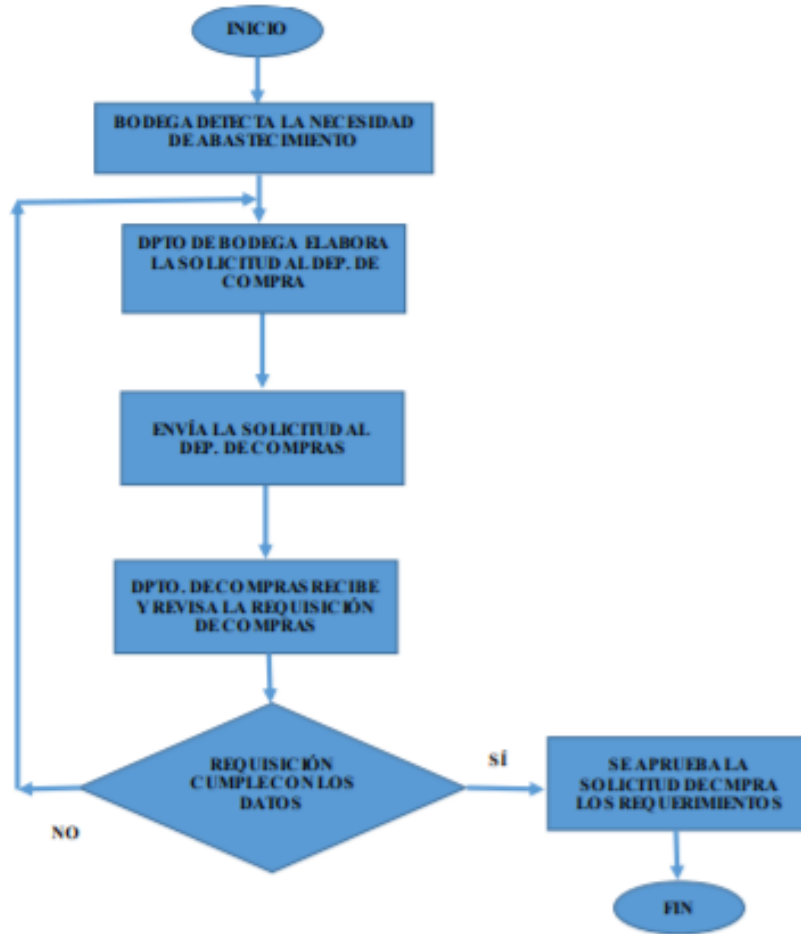 INICIO
BODEGA DETECTA LA NECESIDAD
DE ABASTECIMIENTO
DPTO DE BODEGA ELABORA
LA SOLICITUD AL DEP. DE
COMPRA
ENVÍA LA SOLICITUD AL
DEP. DE COMPRAS
DPTO. DE COMPRAS RECIBE
Y REVISA LA REQUISICIÓN
DE COMPRAS
REQUISICIÓN
CUMPLE CON LOS
DATOS
SÍ
SE APRUEBA LA
SOLICITUD DE CMPRA
LOS REQUERIMIENTOS
NO
FIN